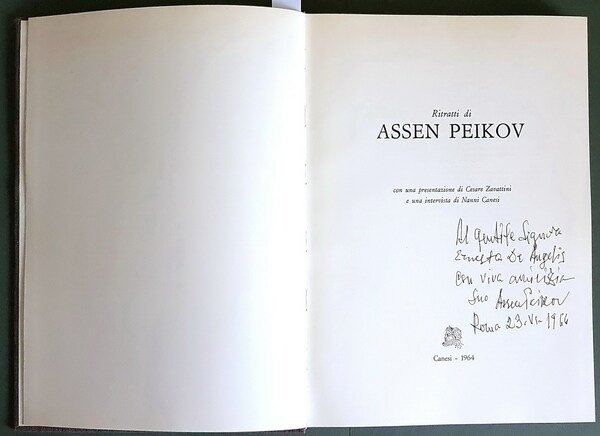 Ritratti di
ASSEN PEIKOV
con una presentazione di Cesare Zavattini
e una intervista di Nanni Canesi
Al gentile Signora
Ernesta De Angelis
con viva amicizia
Suo Assen Peikov
Roma 23-VI-1966
Canesi - 1964